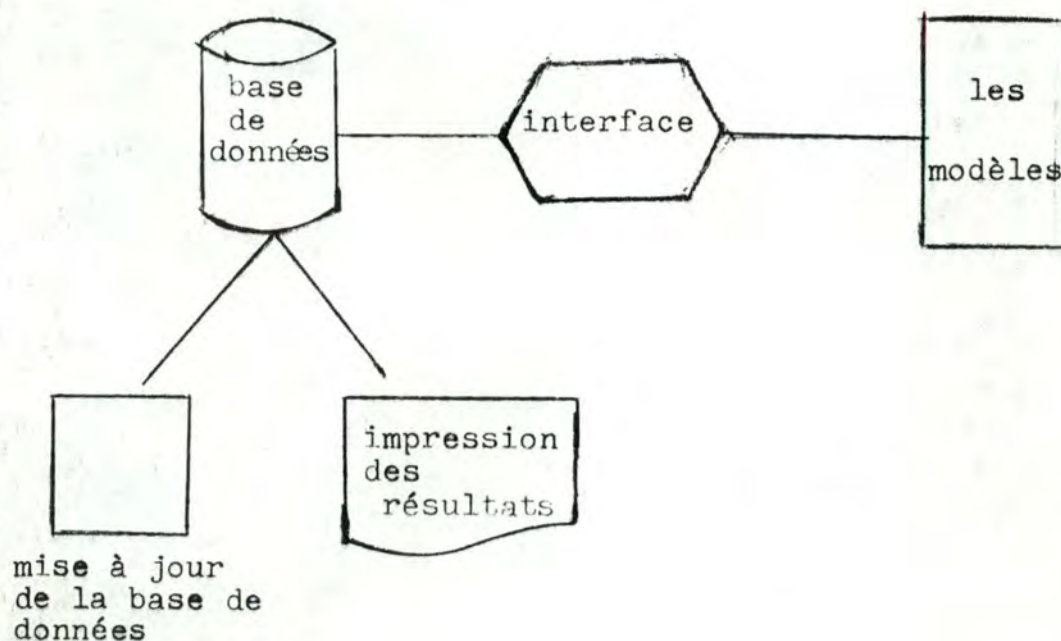 base
de
données
interface
les
modèles
impression
des
résultats
mise à jour
de la base de
données